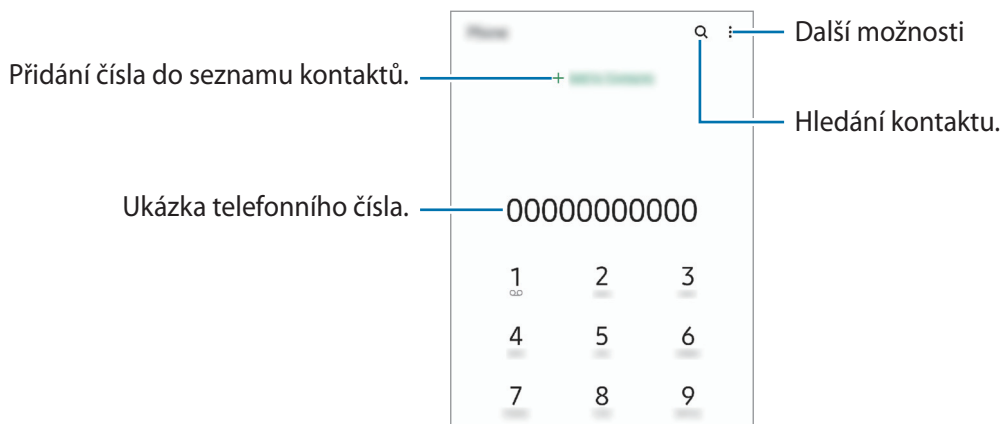 Další možnosti
Přidání čísla do seznamu kontaktů.
+
Hledání kontaktu.
Ukázka telefonního čísla.
00000000000
1 2 3
4 5 6
7 8 9